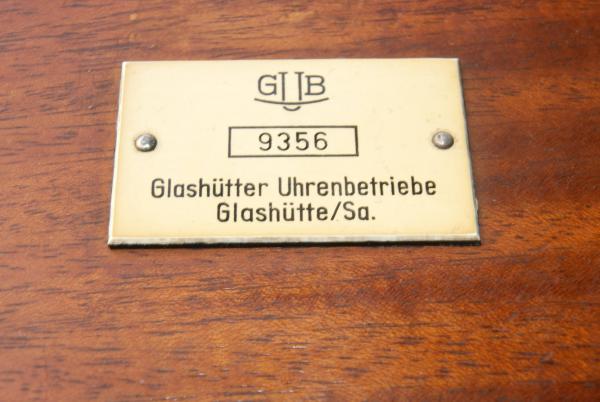 GUB
9356
Glashütter Uhrenbetriebe
Glashütte/Sa.